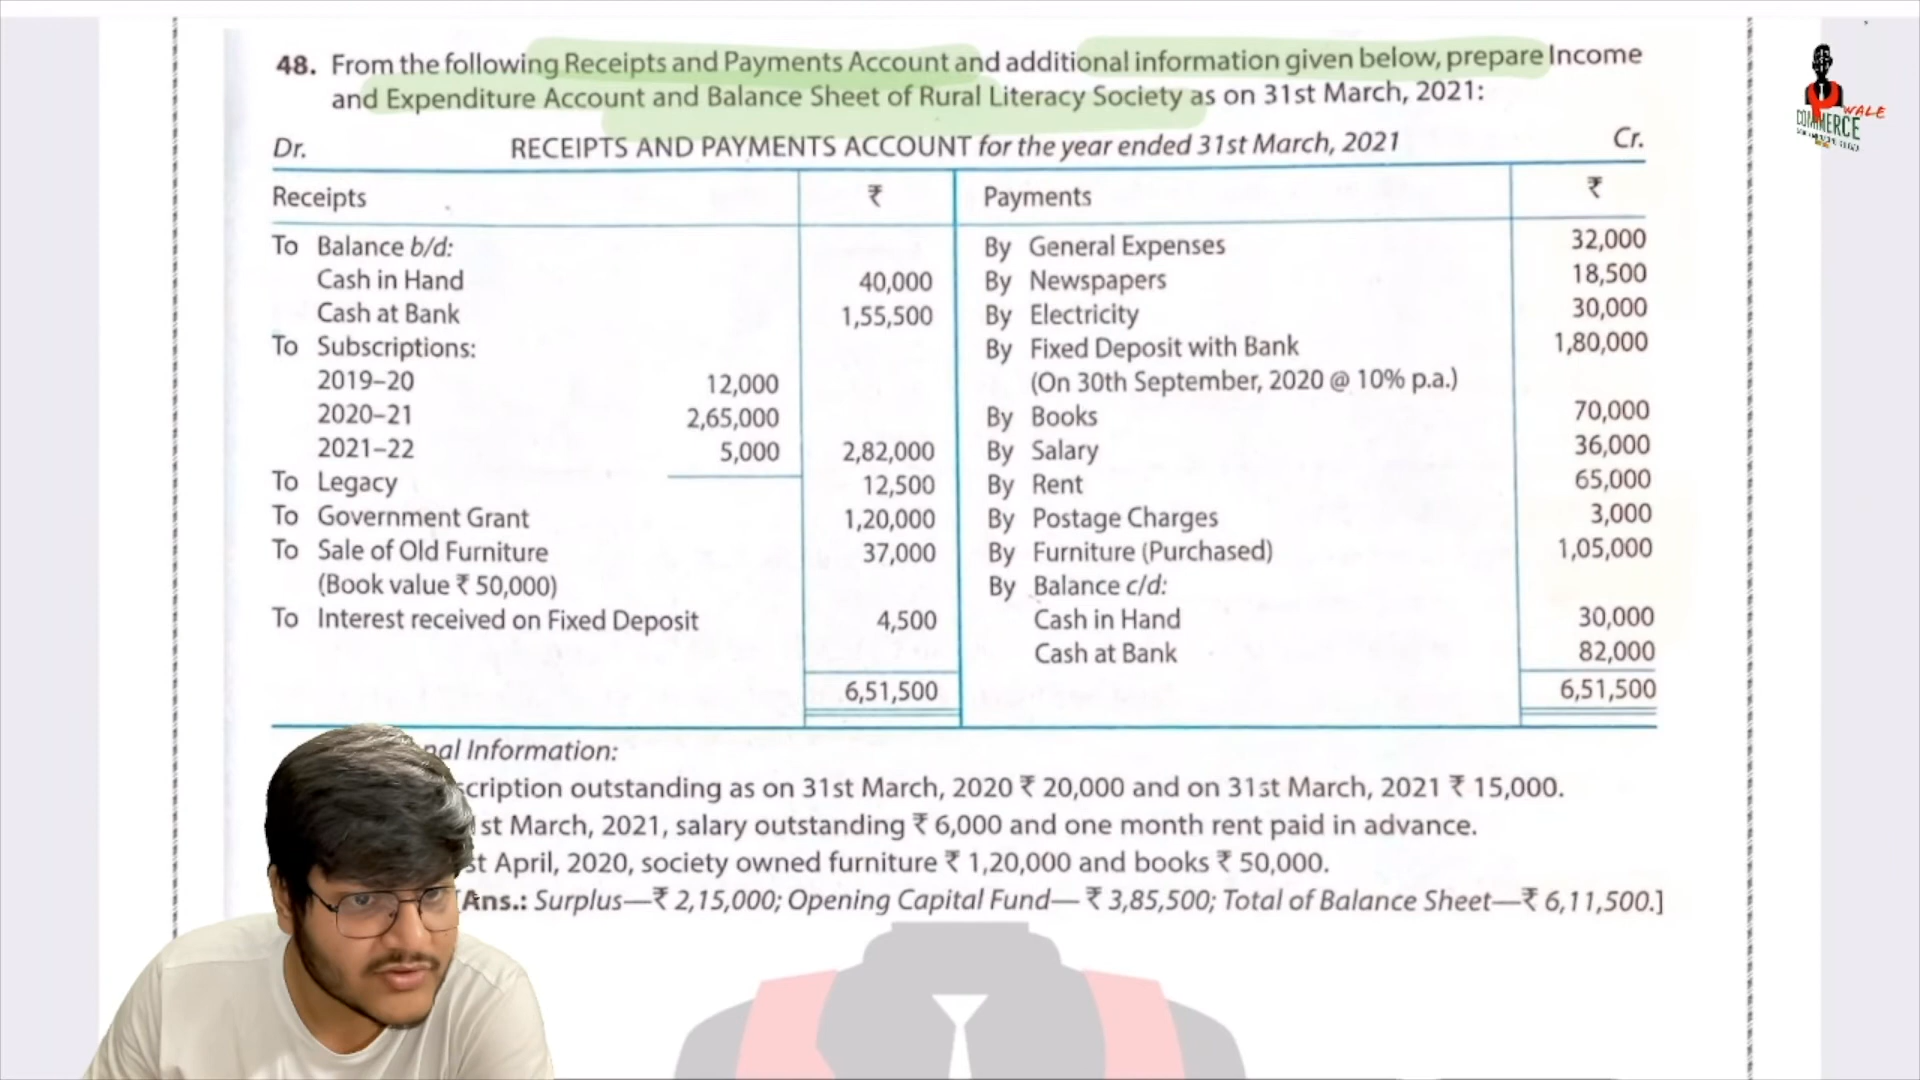 48. From the following Receipts and Payments Account and additional information given below, prepare Income
and Expenditure Account and Balance Sheet of Rural Literacy Society as on 31st March, 2021:
Dr. RECEIPTS AND PAYMENTS ACCOUNT for the year ended 31st March, 2021 Cr.
Receipts ₹ Payments ₹
To Balance b/d: By General Expenses 32,000
Cash in Hand 40,000 By Newspapers 18,500
Cash at Bank 1,55,500 By Electricity 30,000
To Subscriptions: By Fixed Deposit with Bank 1,80,000
2019–20 12,000 (On 30th September, 2020 @ 10% p.a.)
2020–21 2,65,000 By Books 70,000
2021–22 5,000 2,82,000 By Salary 36,000
To Legacy 12,500 By Rent 65,000
To Government Grant 1,20,000 By Postage Charges 3,000
To Sale of Old Furniture 37,000 By Furniture (Purchased) 1,05,000
(Book value ₹ 50,000) By Balance c/d:
To Interest received on Fixed Deposit 4,500 Cash in Hand 30,000
Cash at Bank 82,000
6,51,500 6,51,500
nal Information:
cription outstanding as on 31st March, 2020 ₹ 20,000 and on 31st March, 2021 ₹ 15,000.
st March, 2021, salary outstanding ₹ 6,000 and one month rent paid in advance.
st April, 2020, society owned furniture ₹ 1,20,000 and books ₹ 50,000.
[Ans.: Surplus—₹ 2,15,000; Opening Capital Fund—₹ 3,85,500; Total of Balance Sheet—₹ 6,11,500.]
WALE
COMMERCE